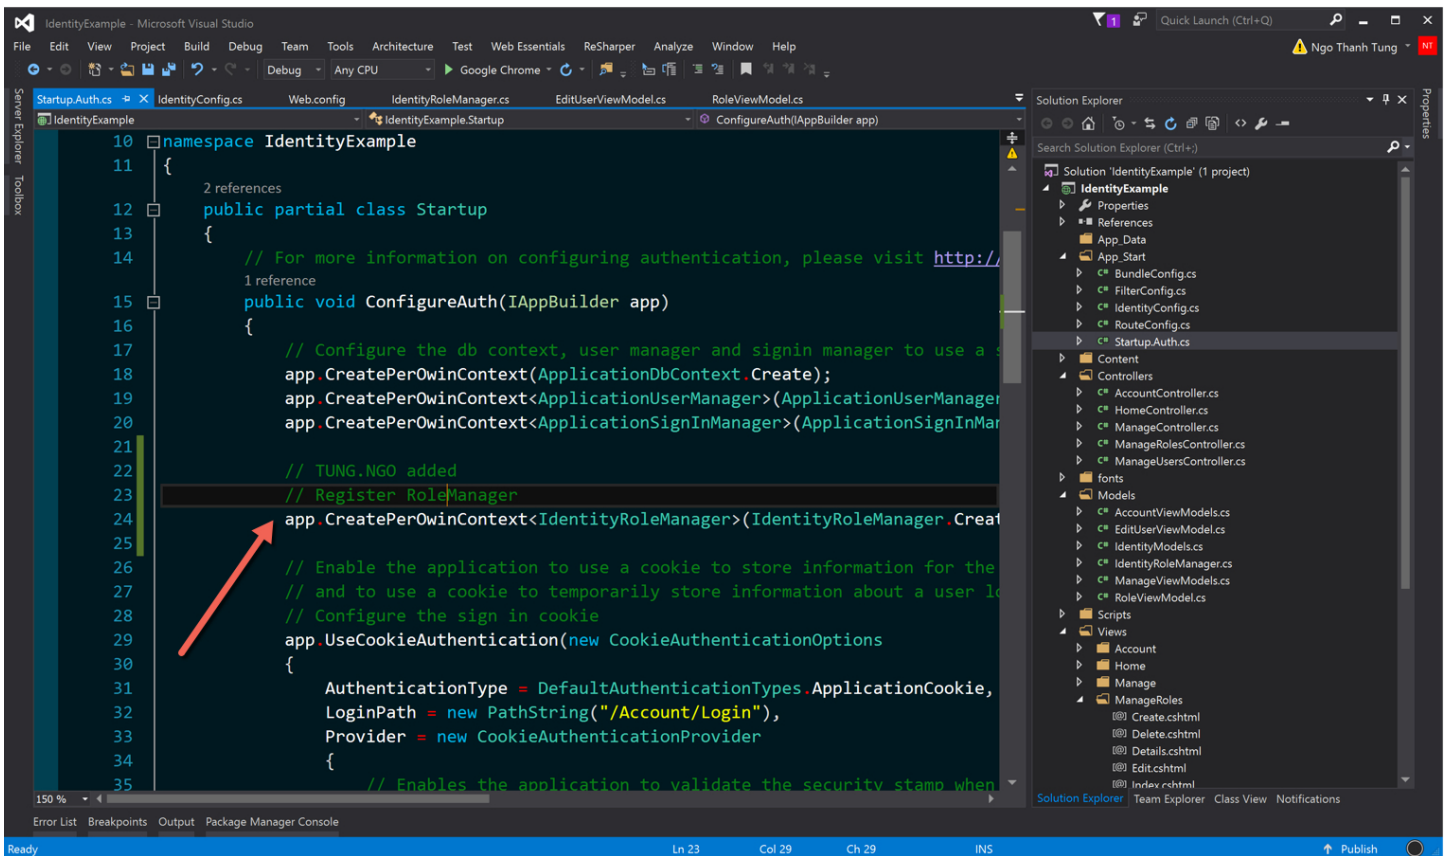 IdentityExample - Microsoft Visual Studio
1
Quick Launch (Ctrl+Q)
File Edit View Project Build Debug Team Tools Architecture Test Web Essentials ReSharper Analyze Window Help
Ngo Thanh Tung
NT
Debug Any CPU Google Chrome
Server Explorer
Toolbox
Startup.Auth.cs IdentityConfig.cs Web.config IdentityRoleManager.cs EditUserViewModel.cs RoleViewModel.cs
IdentityExample IdentityExample.Startup ConfigureAuth(IAppBuilder app)
10 namespace IdentityExample
11 {
2 references
12 public partial class Startup
13 {
14 // For more information on configuring authentication, please visit http://
1 reference
15 public void ConfigureAuth(IAppBuilder app)
16 {
17 // Configure the db context, user manager and signin manager to use a s
18 app.CreatePerOwinContext(ApplicationDbContext.Create);
19 app.CreatePerOwinContext<ApplicationUserManager>(ApplicationUserManager
20 app.CreatePerOwinContext<ApplicationSignInManager>(ApplicationSignInMan
21
22 // TUNG.NGO added
23 // Register RoleManager
24 app.CreatePerOwinContext<IdentityRoleManager>(IdentityRoleManager.Creat
25
26 // Enable the application to use a cookie to store information for the
27 // and to use a cookie to temporarily store information about a user lo
28 // Configure the sign in cookie
29 app.UseCookieAuthentication(new CookieAuthenticationOptions
30 {
31 AuthenticationType = DefaultAuthenticationTypes.ApplicationCookie,
32 LoginPath = new PathString("/Account/Login"),
33 Provider = new CookieAuthenticationProvider
34 {
35 // Enables the application to validate the security stamp when
150 %
Solution Explorer
Search Solution Explorer (Ctrl+;)
Solution 'IdentityExample' (1 project)
IdentityExample
Properties
References
App_Data
App_Start
C# BundleConfig.cs
C# FilterConfig.cs
C# IdentityConfig.cs
C# RouteConfig.cs
C# Startup.Auth.cs
Content
Controllers
C# AccountController.cs
C# HomeController.cs
C# ManageController.cs
C# ManageRolesController.cs
C# ManageUsersController.cs
fonts
Models
C# AccountViewModels.cs
C# EditUserViewModel.cs
C# IdentityModels.cs
C# IdentityRoleManager.cs
C# ManageViewModels.cs
C# RoleViewModel.cs
Scripts
Views
Account
Home
Manage
ManageRoles
Create.cshtml
Delete.cshtml
Details.cshtml
Edit.cshtml
Index.cshtml
Solution Explorer Team Explorer Class View Notifications
Properties
Error List Breakpoints Output Package Manager Console
Ready Ln 23 Col 29 Ch 29 INS Publish